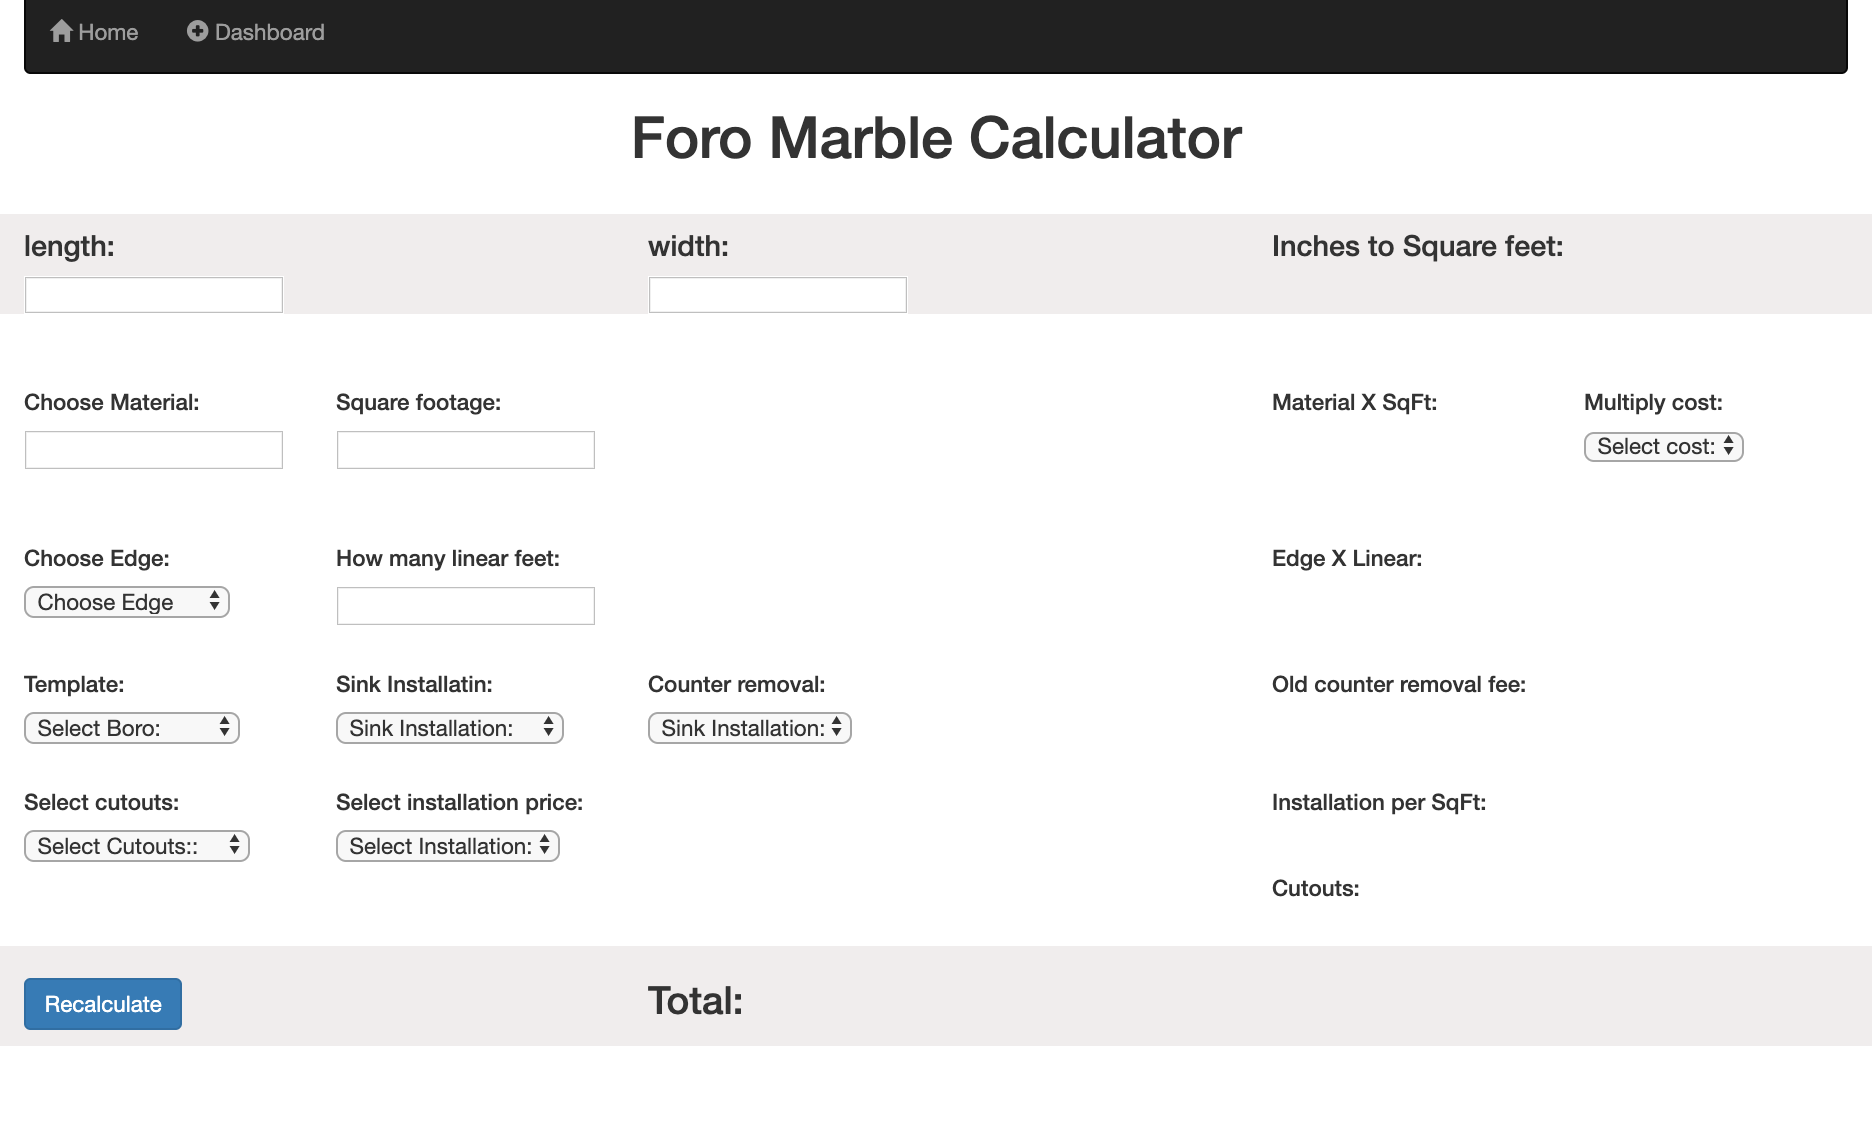 Home Dashboard
Foro Marble Calculator
length: width: Inches to Square feet:
Choose Material: Square footage: Material X SqFt: Multiply cost:
Select cost:
Choose Edge: How many linear feet: Edge X Linear:
Choose Edge
Template: Sink Installatin: Counter removal: Old counter removal fee:
Select Boro: Sink Installation: Sink Installation:
Select cutouts: Select installation price: Installation per SqFt:
Select Cutouts:: Select Installation:
Cutouts:
Recalculate Total: